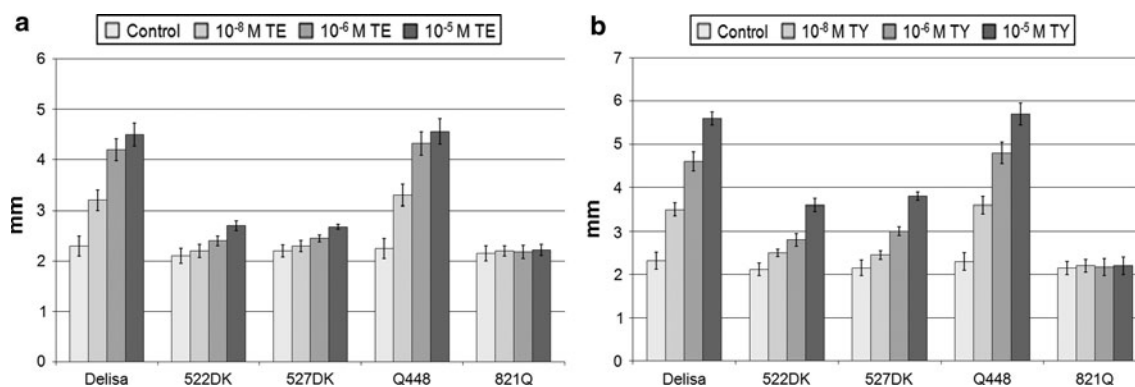 a
Control 10⁻⁸ M TE 10⁻⁶ M TE 10⁻⁵ M TE
6
5
4
3
2
1
0
mm
Delisa 522DK 527DK Q448 821Q
b
Control 10⁻⁸ M TY 10⁻⁶ M TY 10⁻⁵ M TY
7
6
5
4
3
2
1
0
mm
Delisa 522DK 527DK Q448 821Q